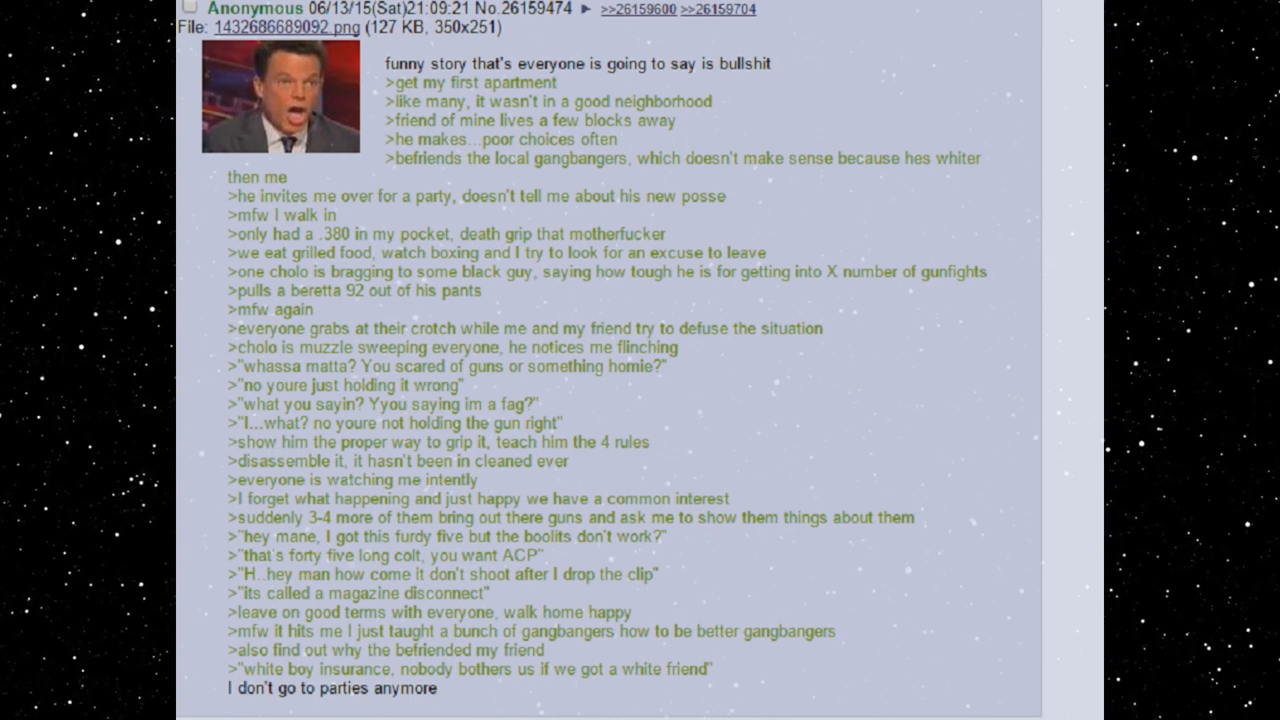 Anonymous 06/13/15(Sat)21:09:21 No.26159474 ▶ >>26159600 >>26159704
File: 1432686689092.png (127 KB, 350x251)
funny story that's everyone is going to say is bullshit
>get my first apartment
>like many, it wasn't in a good neighborhood
>friend of mine lives a few blocks away
>he makes...poor choices often
>befriends the local gangbangers, which doesn't make sense because hes whiter
then me
>he invites me over for a party, doesn't tell me about his new posse
>mfw I walk in
>only had a .380 in my pocket, death grip that motherfucker
>we eat grilled food, watch boxing and I try to look for an excuse to leave
>one cholo is bragging to some black guy, saying how tough he is for getting into X number of gunfights
>pulls a beretta 92 out of his pants
>mfw again
>everyone grabs at their crotch while me and my friend try to defuse the situation
>cholo is muzzle sweeping everyone, he notices me flinching
>"whassa matta? You scared of guns or something homie?"
>"no youre just holding it wrong"
>"what you sayin? Yyou saying im a fag?"
>"I...what? no youre not holding the gun right"
>show him the proper way to grip it, teach him the 4 rules
>disassemble it, it hasn't been in cleaned ever
>everyone is watching me intently
>I forget what happening and just happy we have a common interest
>suddenly 3-4 more of them bring out there guns and ask me to show them things about them
>"hey mane, I got this furdy five but the boolits don't work?"
>"that's forty five long colt, you want ACP"
>"H..hey man how come it don't shoot after I drop the clip"
>"its called a magazine disconnect"
>leave on good terms with everyone, walk home happy
>mfw it hits me I just taught a bunch of gangbangers how to be better gangbangers
>also find out why the befriended my friend
>"white boy insurance, nobody bothers us if we got a white friend"
I don't go to parties anymore